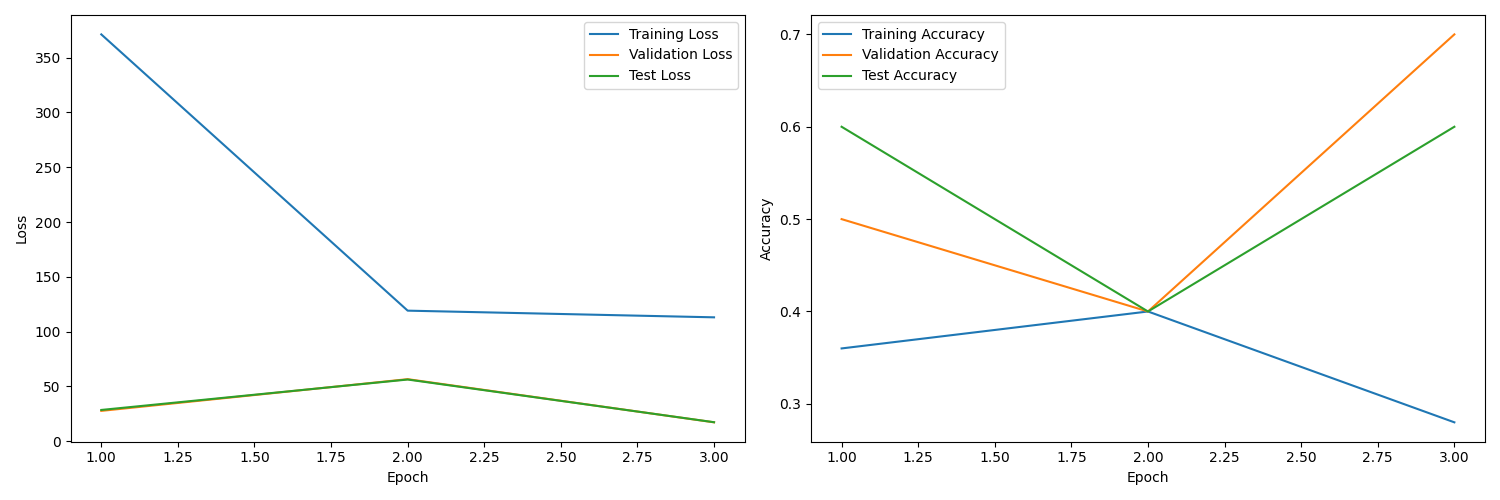 Training Loss
Validation Loss
Test Loss
350
300
250
200
150
100
50
0
Loss
1.00 1.25 1.50 1.75 2.00 2.25 2.50 2.75 3.00
Epoch
Training Accuracy
Validation Accuracy
Test Accuracy
0.7
0.6
0.5
0.4
0.3
Accuracy
1.00 1.25 1.50 1.75 2.00 2.25 2.50 2.75 3.00
Epoch